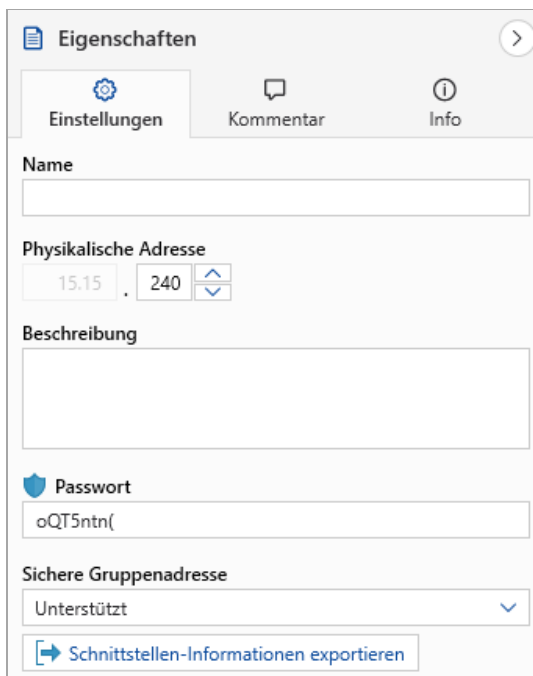 Eigenschaften
Einstellungen Kommentar Info
Name
Physikalische Adresse
15.15 . 240
Beschreibung
Passwort
oQT5ntn(
Sichere Gruppenadresse
Unterstützt
Schnittstellen-Informationen exportieren